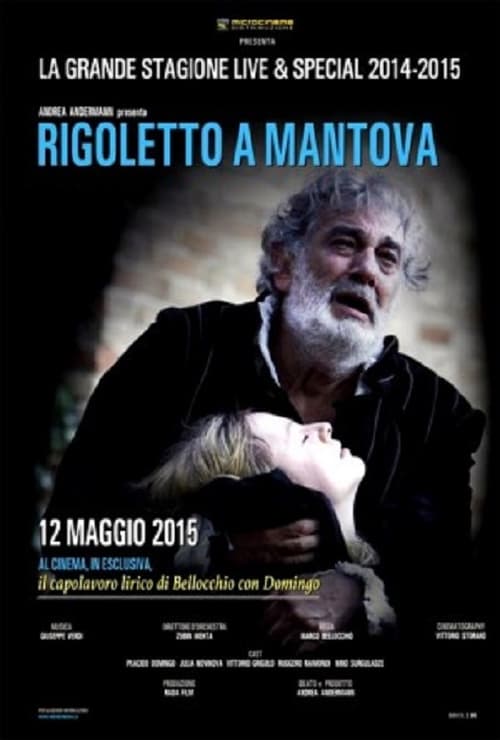 MICROCINEMA
DISTRIBUZIONE
PRESENTA
LA GRANDE STAGIONE LIVE & SPECIAL 2014-2015
ANDREA ANDERMANN presenta
RIGOLETTO A MANTOVA
12 MAGGIO 2015
AL CINEMA, IN ESCLUSIVA,
il capolavoro lirico di Bellocchio con Domingo
MUSICA DIRETTORE D'ORCHESTRA REGIA CINEMATOGRAPHY
GIUSEPPE VERDI ZUBIN MEHTA MARCO BELLOCCHIO VITTORIO STORARO
CAST
PLACIDO DOMINGO JULIA NOVIKOVA VITTORIO GRIGOLO RUGGERO RAIMONDI NINO SURGULADZE
PRODUZIONE IDEATO e PRODOTTO
RADA FILM ANDREA ANDERMANN